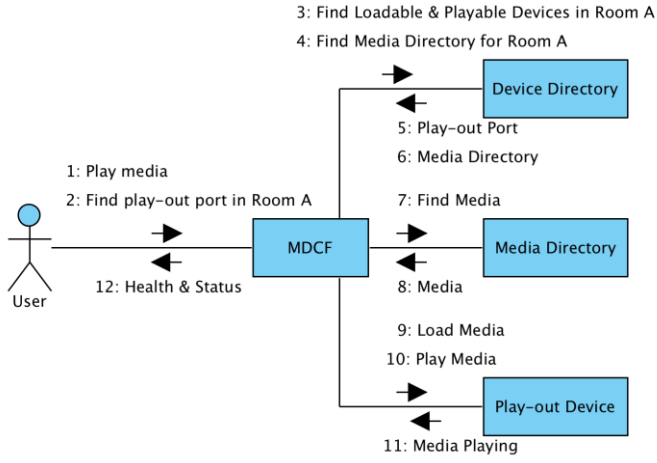 3: Find Loadable & Playable Devices in Room A
4: Find Media Directory for Room A
Device Directory
5: Play-out Port
6: Media Directory
1: Play media
2: Find play-out port in Room A
7: Find Media
MDCF
Media Directory
12: Health & Status
User
8: Media
9: Load Media
10: Play Media
Play-out Device
11: Media Playing